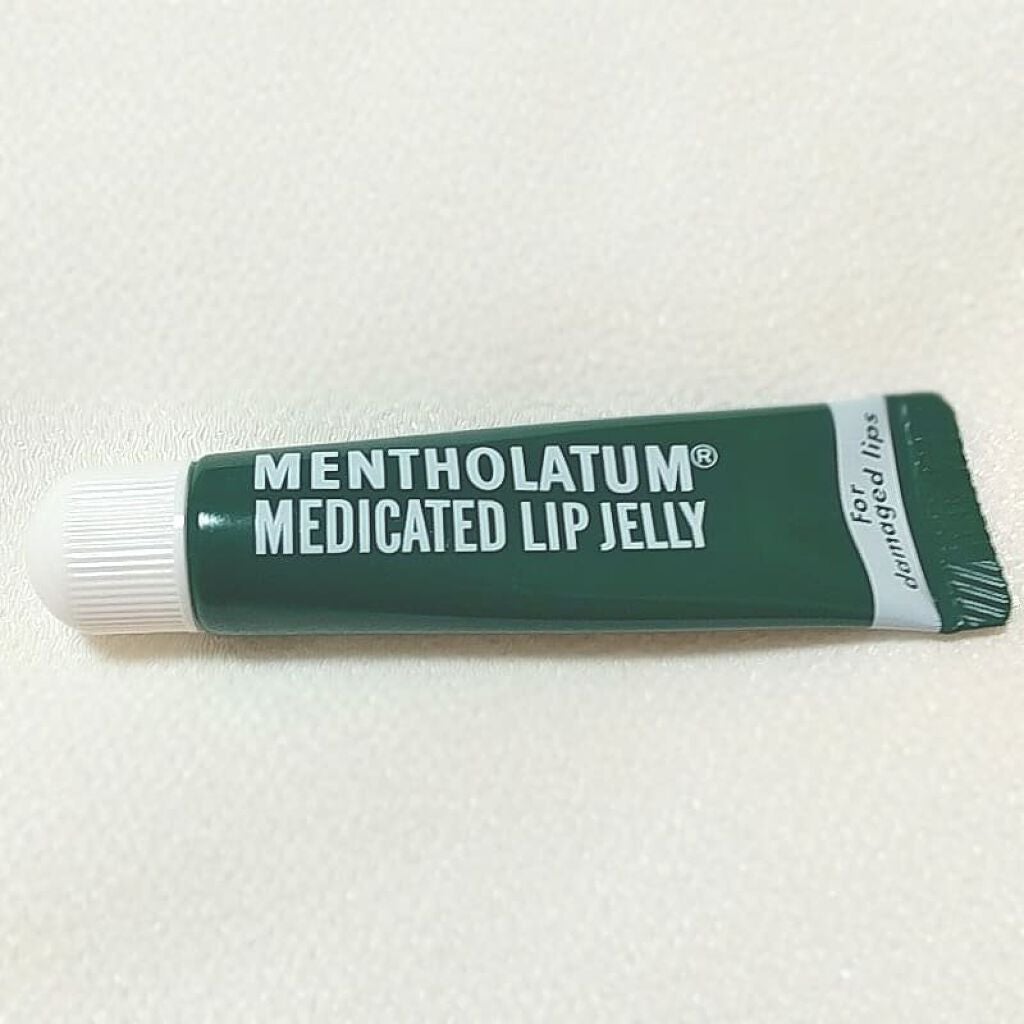 MENTHOLATUM®
MEDICATED LIP JELLY
For
damaged lips